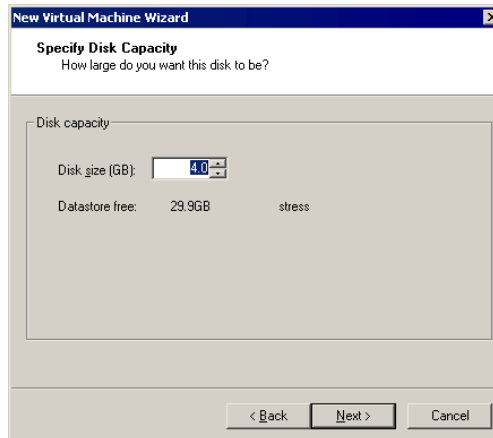 New Virtual Machine Wizard
Specify Disk Capacity
How large do you want this disk to be?
Disk capacity
Disk size (GB): 4.0
Datastore free: 29.9GB stress
< Back Next > Cancel